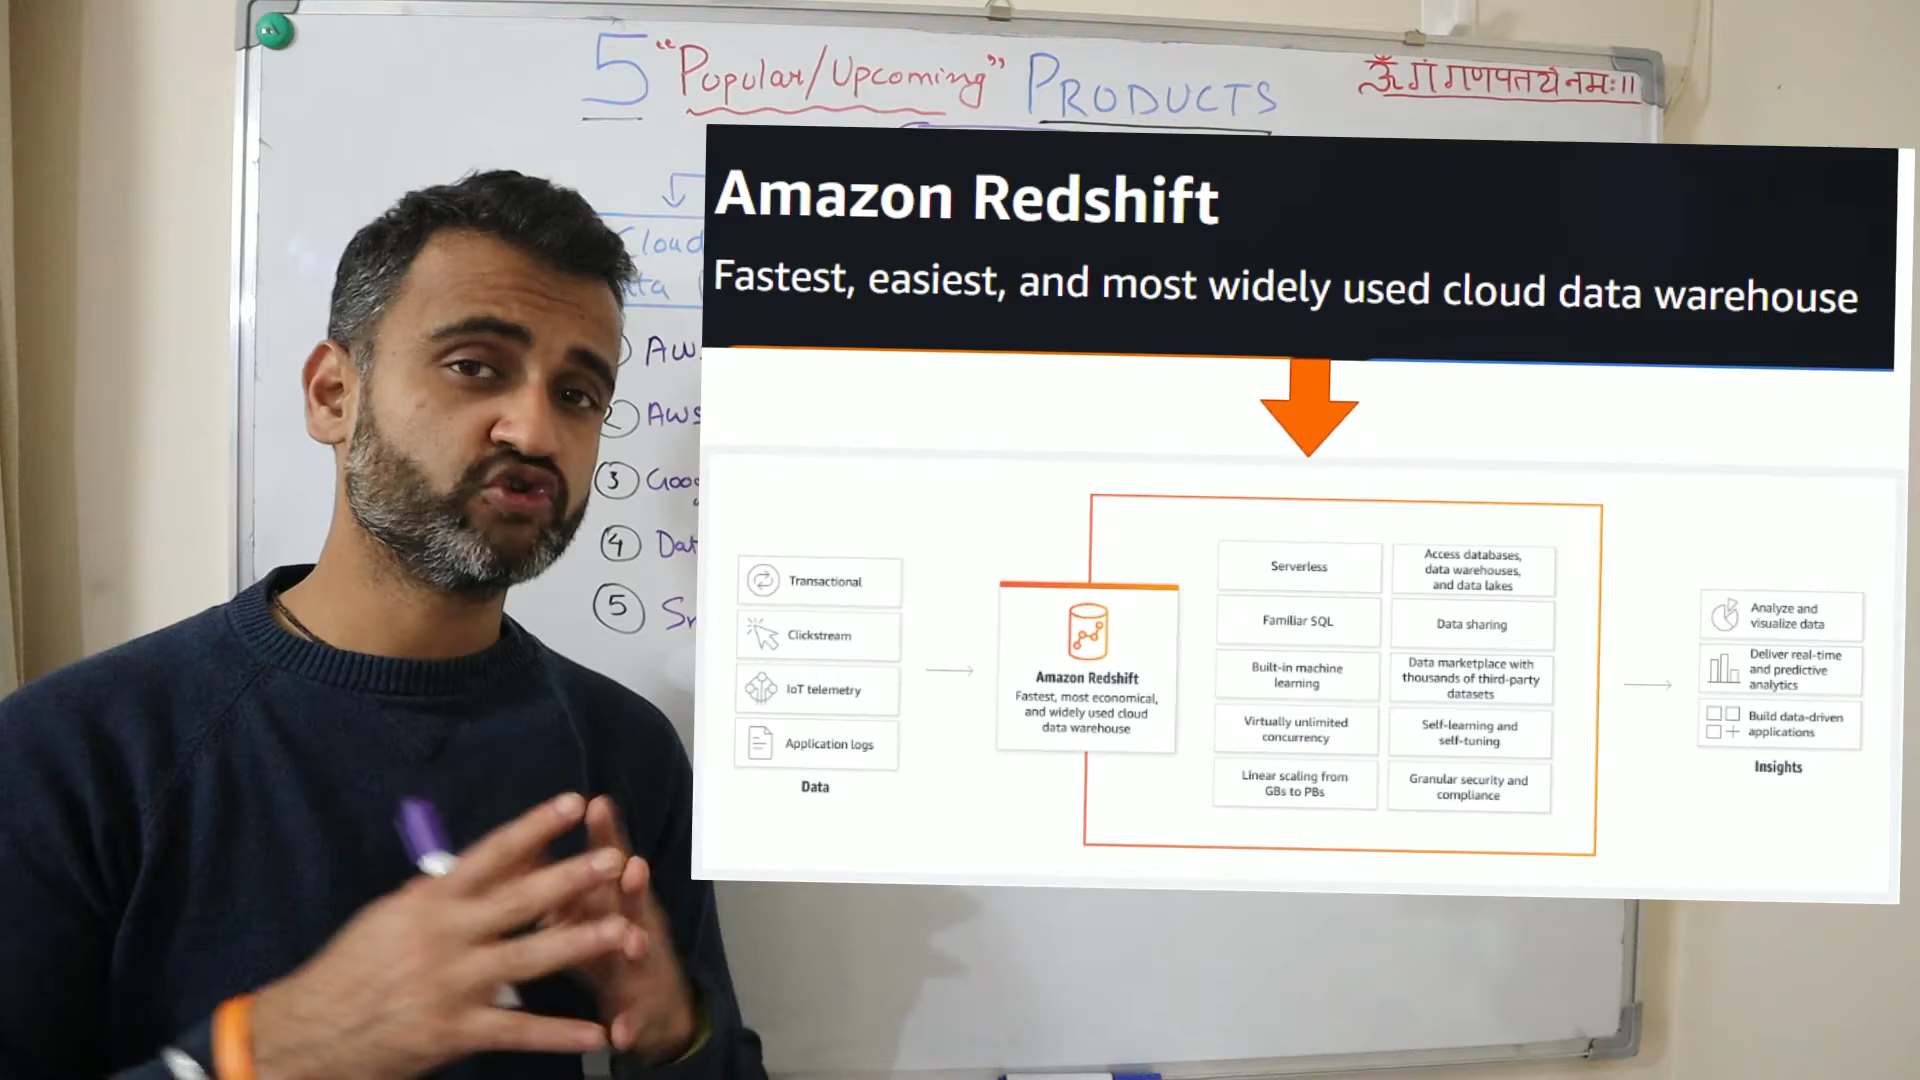 5 "Popular/Upcoming" PRODUCTS
ॐ गं गणपतये नमः॥
Cloud
1 AWS
2 AWS
3
4
5
Amazon Redshift
Fastest, easiest, and most widely used cloud data warehouse
Transactional
Clickstream
IoT telemetry
Application logs
Data
Amazon Redshift
Fastest, most economical,
and widely used cloud
data warehouse
Serverless
Familiar SQL
Built-in machine
learning
Virtually unlimited
concurrency
Linear scaling from
GBs to PBs
Access databases,
data warehouses,
and data lakes
Data sharing
Data marketplace with
thousands of third-party
datasets
Self-learning and
self-tuning
Granular security and
compliance
Analyze and
visualize data
Deliver real-time
and predictive
analytics
Build data-driven
applications
Insights